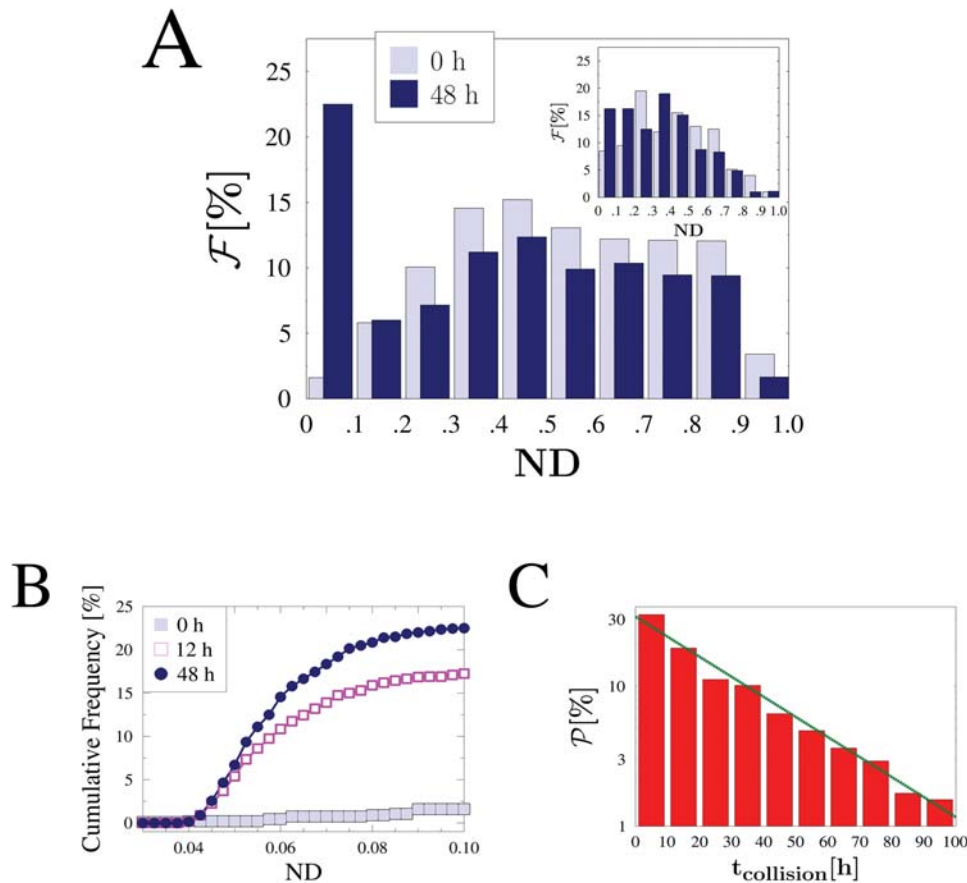 A
0 h
48 h
ℱ[%]
25
20
15
10
5
0
0 .1 .2 .3 .4 .5 .6 .7 .8 .9 1.0
ND
ℱ[%]
25
20
15
10
5
0
0 .1 .2 .3 .4 .5 .6 .7 .8 .9 1.0
ND
B
Cumulative Frequency [%]
25
20
15
10
5
0
0 h
12 h
48 h
0.04 0.06 0.08 0.10
ND
C
𝒫[%]
30
10
3
1
0 10 20 30 40 50 60 70 80 90 100
t_collision[h]